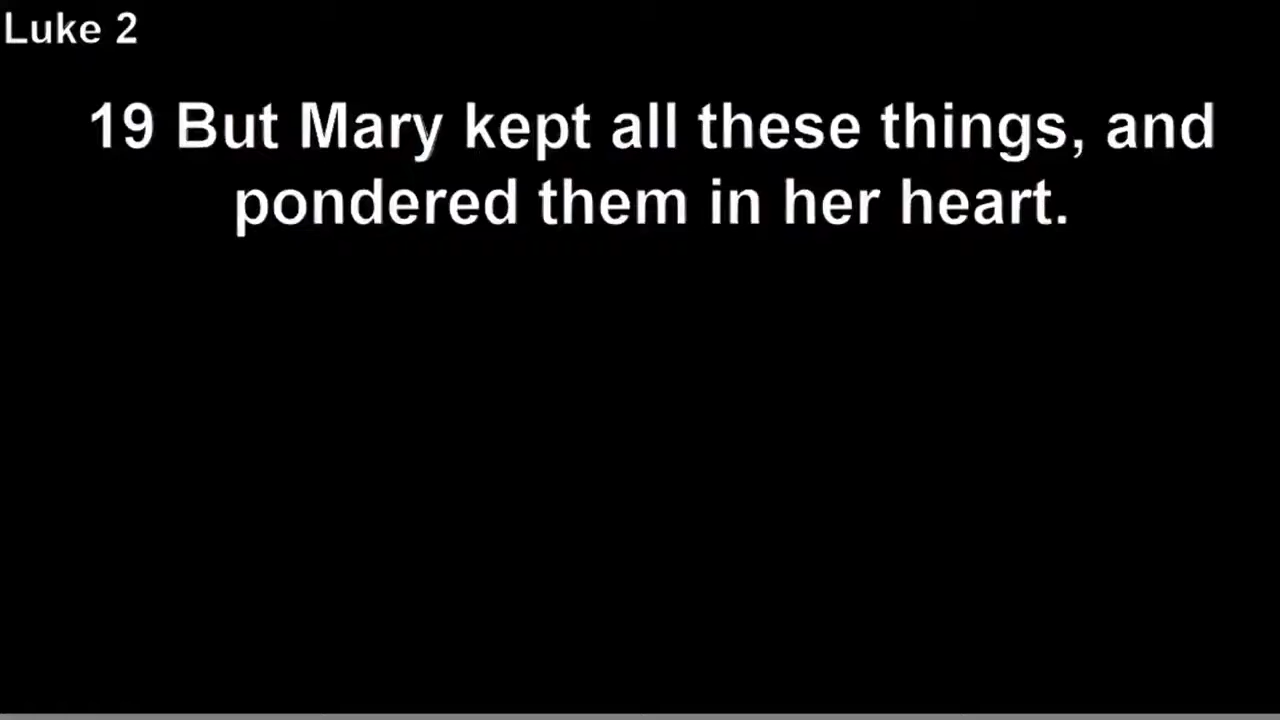 Luke 2
19 But Mary kept all these things, and
pondered them in her heart.